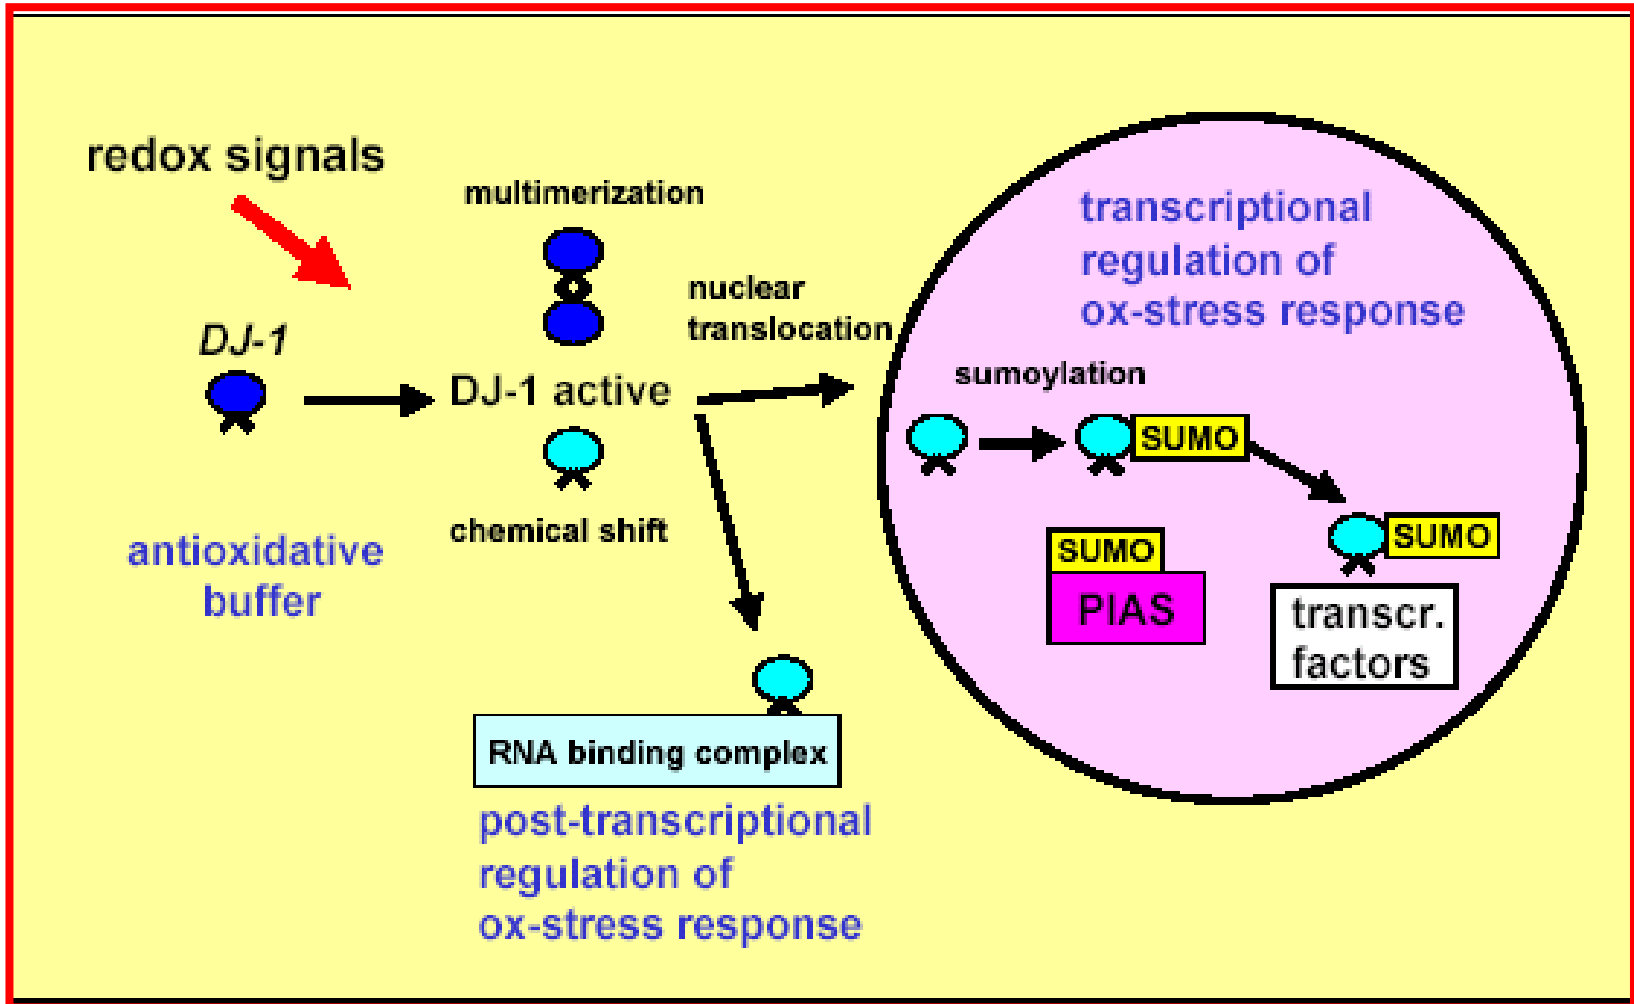 redox signals
DJ-1
antioxidative
buffer
multimerization
DJ-1 active
chemical shift
nuclear
translocation
RNA binding complex
post-transcriptional
regulation of
ox-stress response
transcriptional
regulation of
ox-stress response
sumoylation
SUMO
SUMO
SUMO
PIAS
transcr.
factors